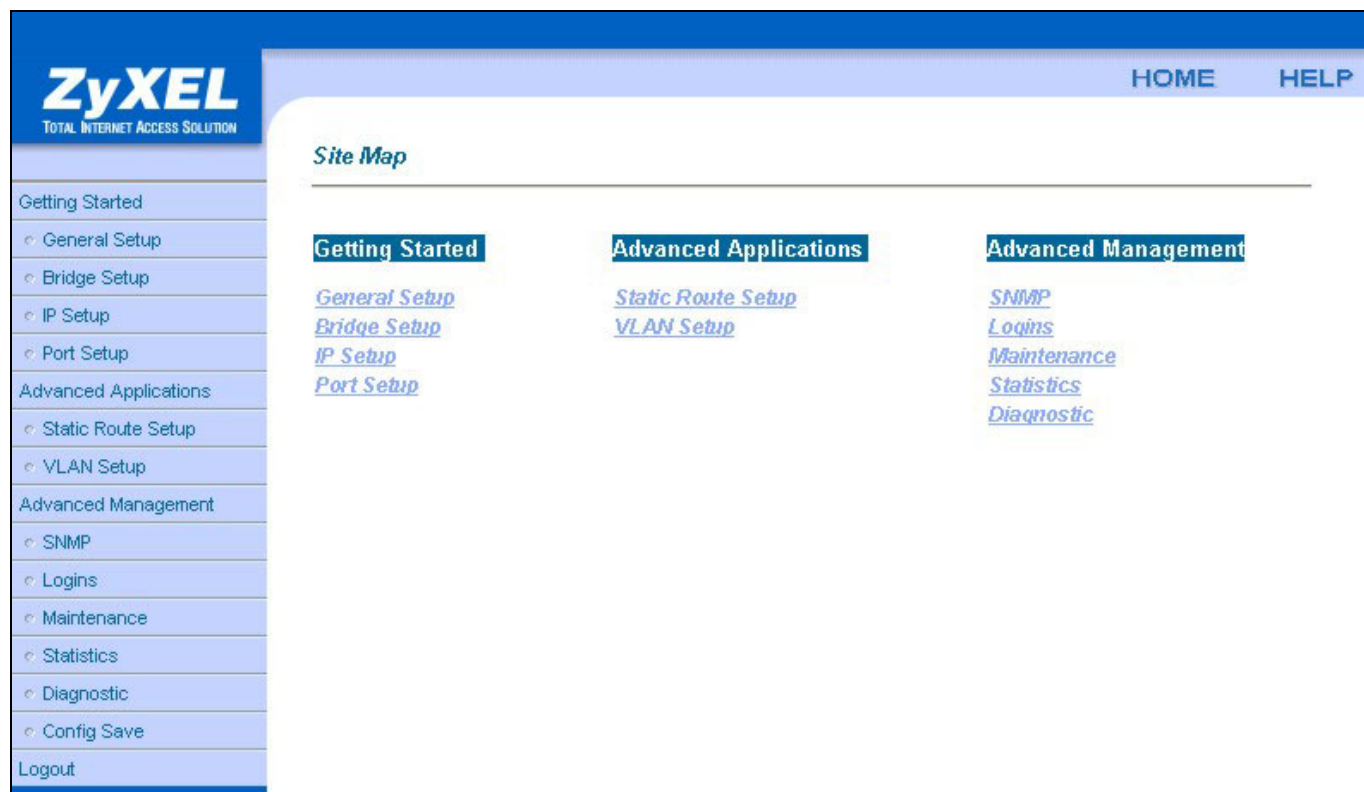 ZyXEL
TOTAL INTERNET ACCESS SOLUTION
HOME HELP
Getting Started
General Setup
Bridge Setup
IP Setup
Port Setup
Advanced Applications
Static Route Setup
VLAN Setup
Advanced Management
SNMP
Logins
Maintenance
Statistics
Diagnostic
Config Save
Logout
Site Map
Getting Started
General Setup
Bridge Setup
IP Setup
Port Setup
Advanced Applications
Static Route Setup
VLAN Setup
Advanced Management
SNMP
Logins
Maintenance
Statistics
Diagnostic